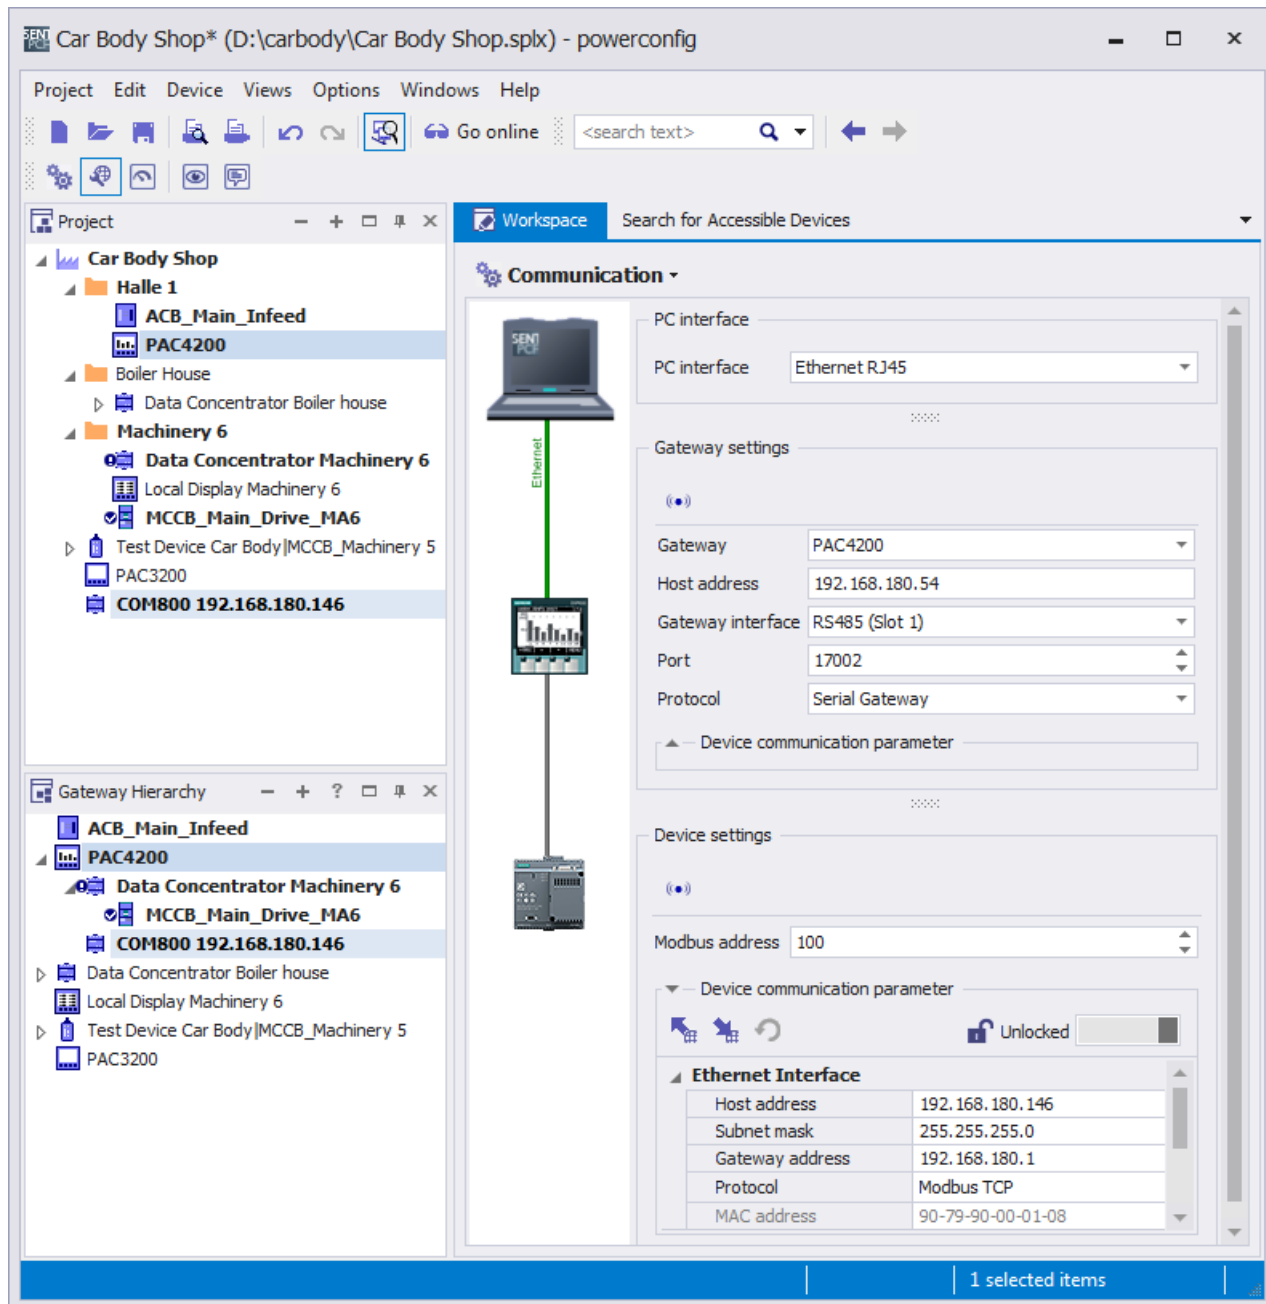 Car Body Shop* (D:\carbody\Car Body Shop.splx) - powerconfig
Project Edit Device Views Options Windows Help
Go online <search text>
Project
Workspace Search for Accessible Devices
Car Body Shop
Halle 1
ACB_Main_Infeed
PAC4200
Boiler House
Data Concentrator Boiler house
Machinery 6
Data Concentrator Machinery 6
Local Display Machinery 6
MCCB_Main_Drive_MA6
Test Device Car Body|MCCB_Machinery 5
PAC3200
COM800 192.168.180.146
Gateway Hierarchy
ACB_Main_Infeed
PAC4200
Data Concentrator Machinery 6
MCCB_Main_Drive_MA6
COM800 192.168.180.146
Data Concentrator Boiler house
Local Display Machinery 6
Test Device Car Body|MCCB_Machinery 5
PAC3200
Communication
SENT
PCF
Ethernet
PC interface
PC interface Ethernet RJ45
Gateway settings
Gateway PAC4200
Host address 192.168.180.54
Gateway interface RS485 (Slot 1)
Port 17002
Protocol Serial Gateway
Device communication parameter
Device settings
Modbus address 100
Device communication parameter
Unlocked
Ethernet Interface
Host address 192.168.180.146
Subnet mask 255.255.255.0
Gateway address 192.168.180.1
Protocol Modbus TCP
MAC address 90-79-90-00-01-08
1 selected items